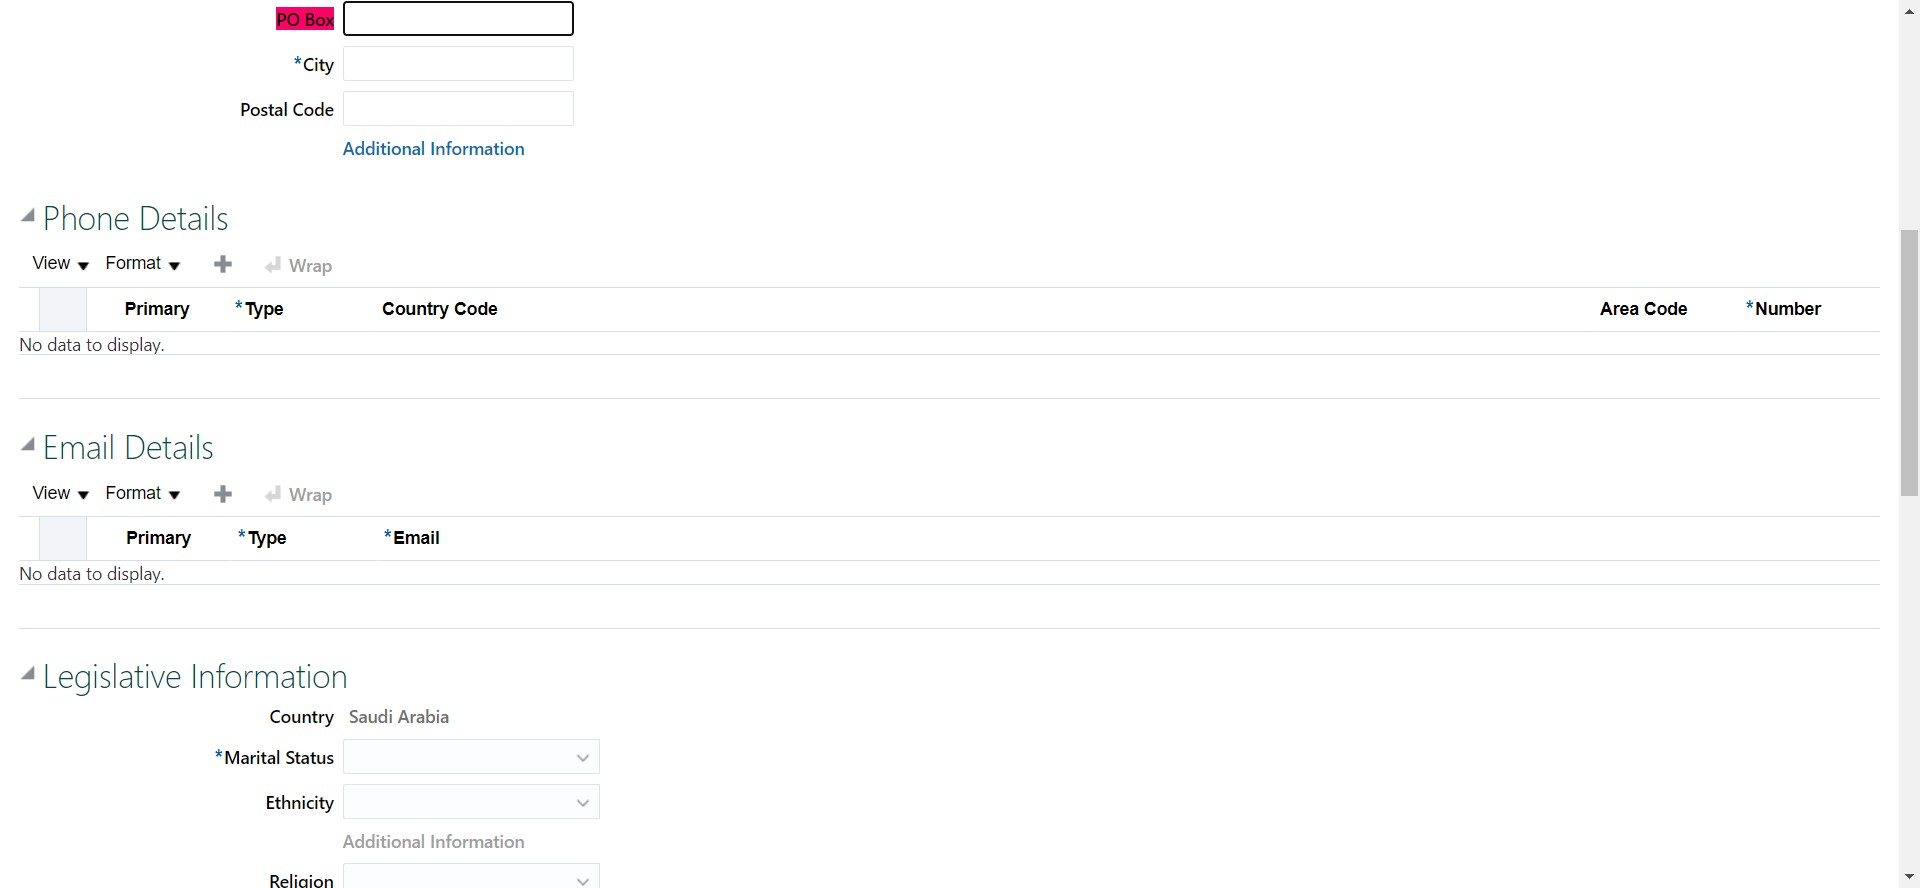 PO Box
*City
Postal Code
Additional Information
Phone Details
View Format Wrap
Primary *Type Country Code Area Code *Number
No data to display.
Email Details
View Format Wrap
Primary *Type *Email
No data to display.
Legislative Information
Country Saudi Arabia
*Marital Status
Ethnicity
Additional Information
Religion